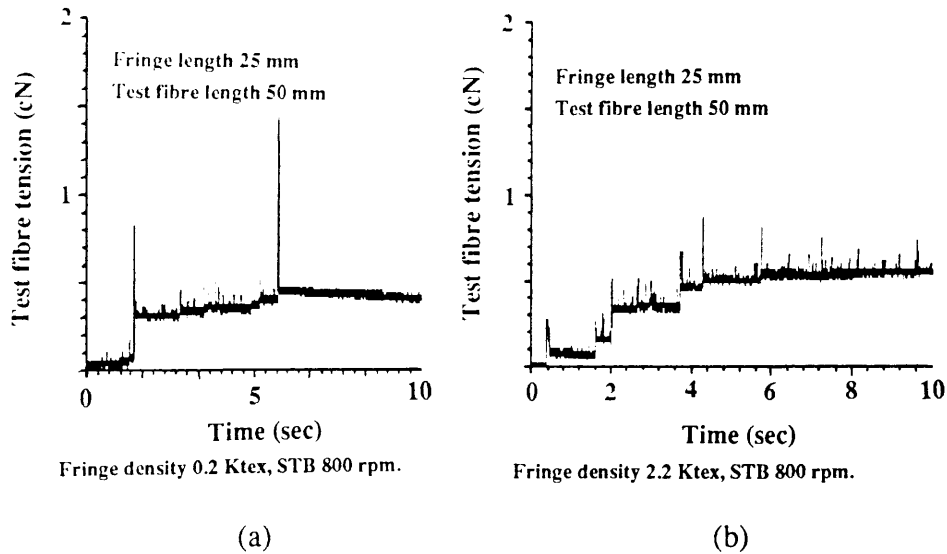 2
Fringe length 25 mm
Test fibre length 50 mm
Test fibre tension (cN)
1
0
5
10
Time (sec)
Fringe density 0.2 Ktex, STB 800 rpm.
(a)
2
Fringe length 25 mm
Test fibre length 50 mm
Test fibre tension (cN)
1
0
2
4
6
8
10
Time (sec)
Fringe density 2.2 Ktex, STB 800 rpm.
(b)